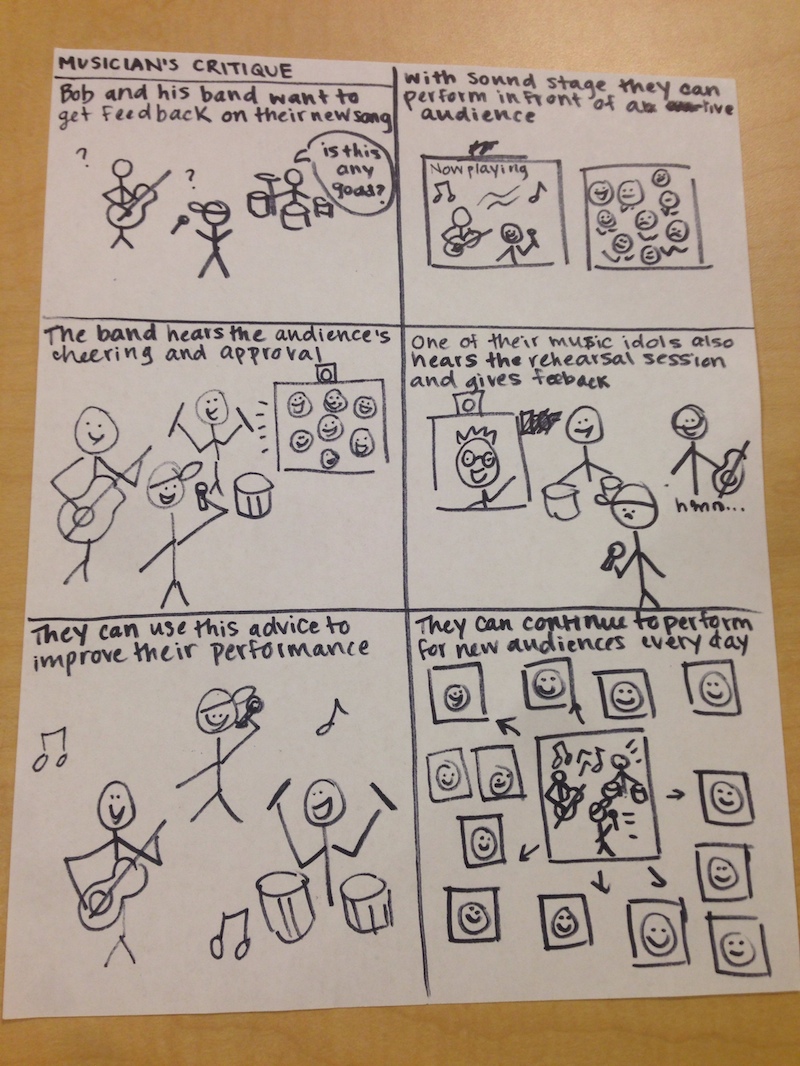 MUSICIAN'S CRITIQUE
Bob and his band want to
get feedback on their new song
?
?
is this
any
good?
with sound stage they can
perform in front of a live
audience
Now playing
The band hears the audience's
cheering and approval
One of their music idols also
hears the rehearsal session
and gives feeback
hmn...
They can use this advice to
improve their performance
They can continue to perform
for new audiences every day